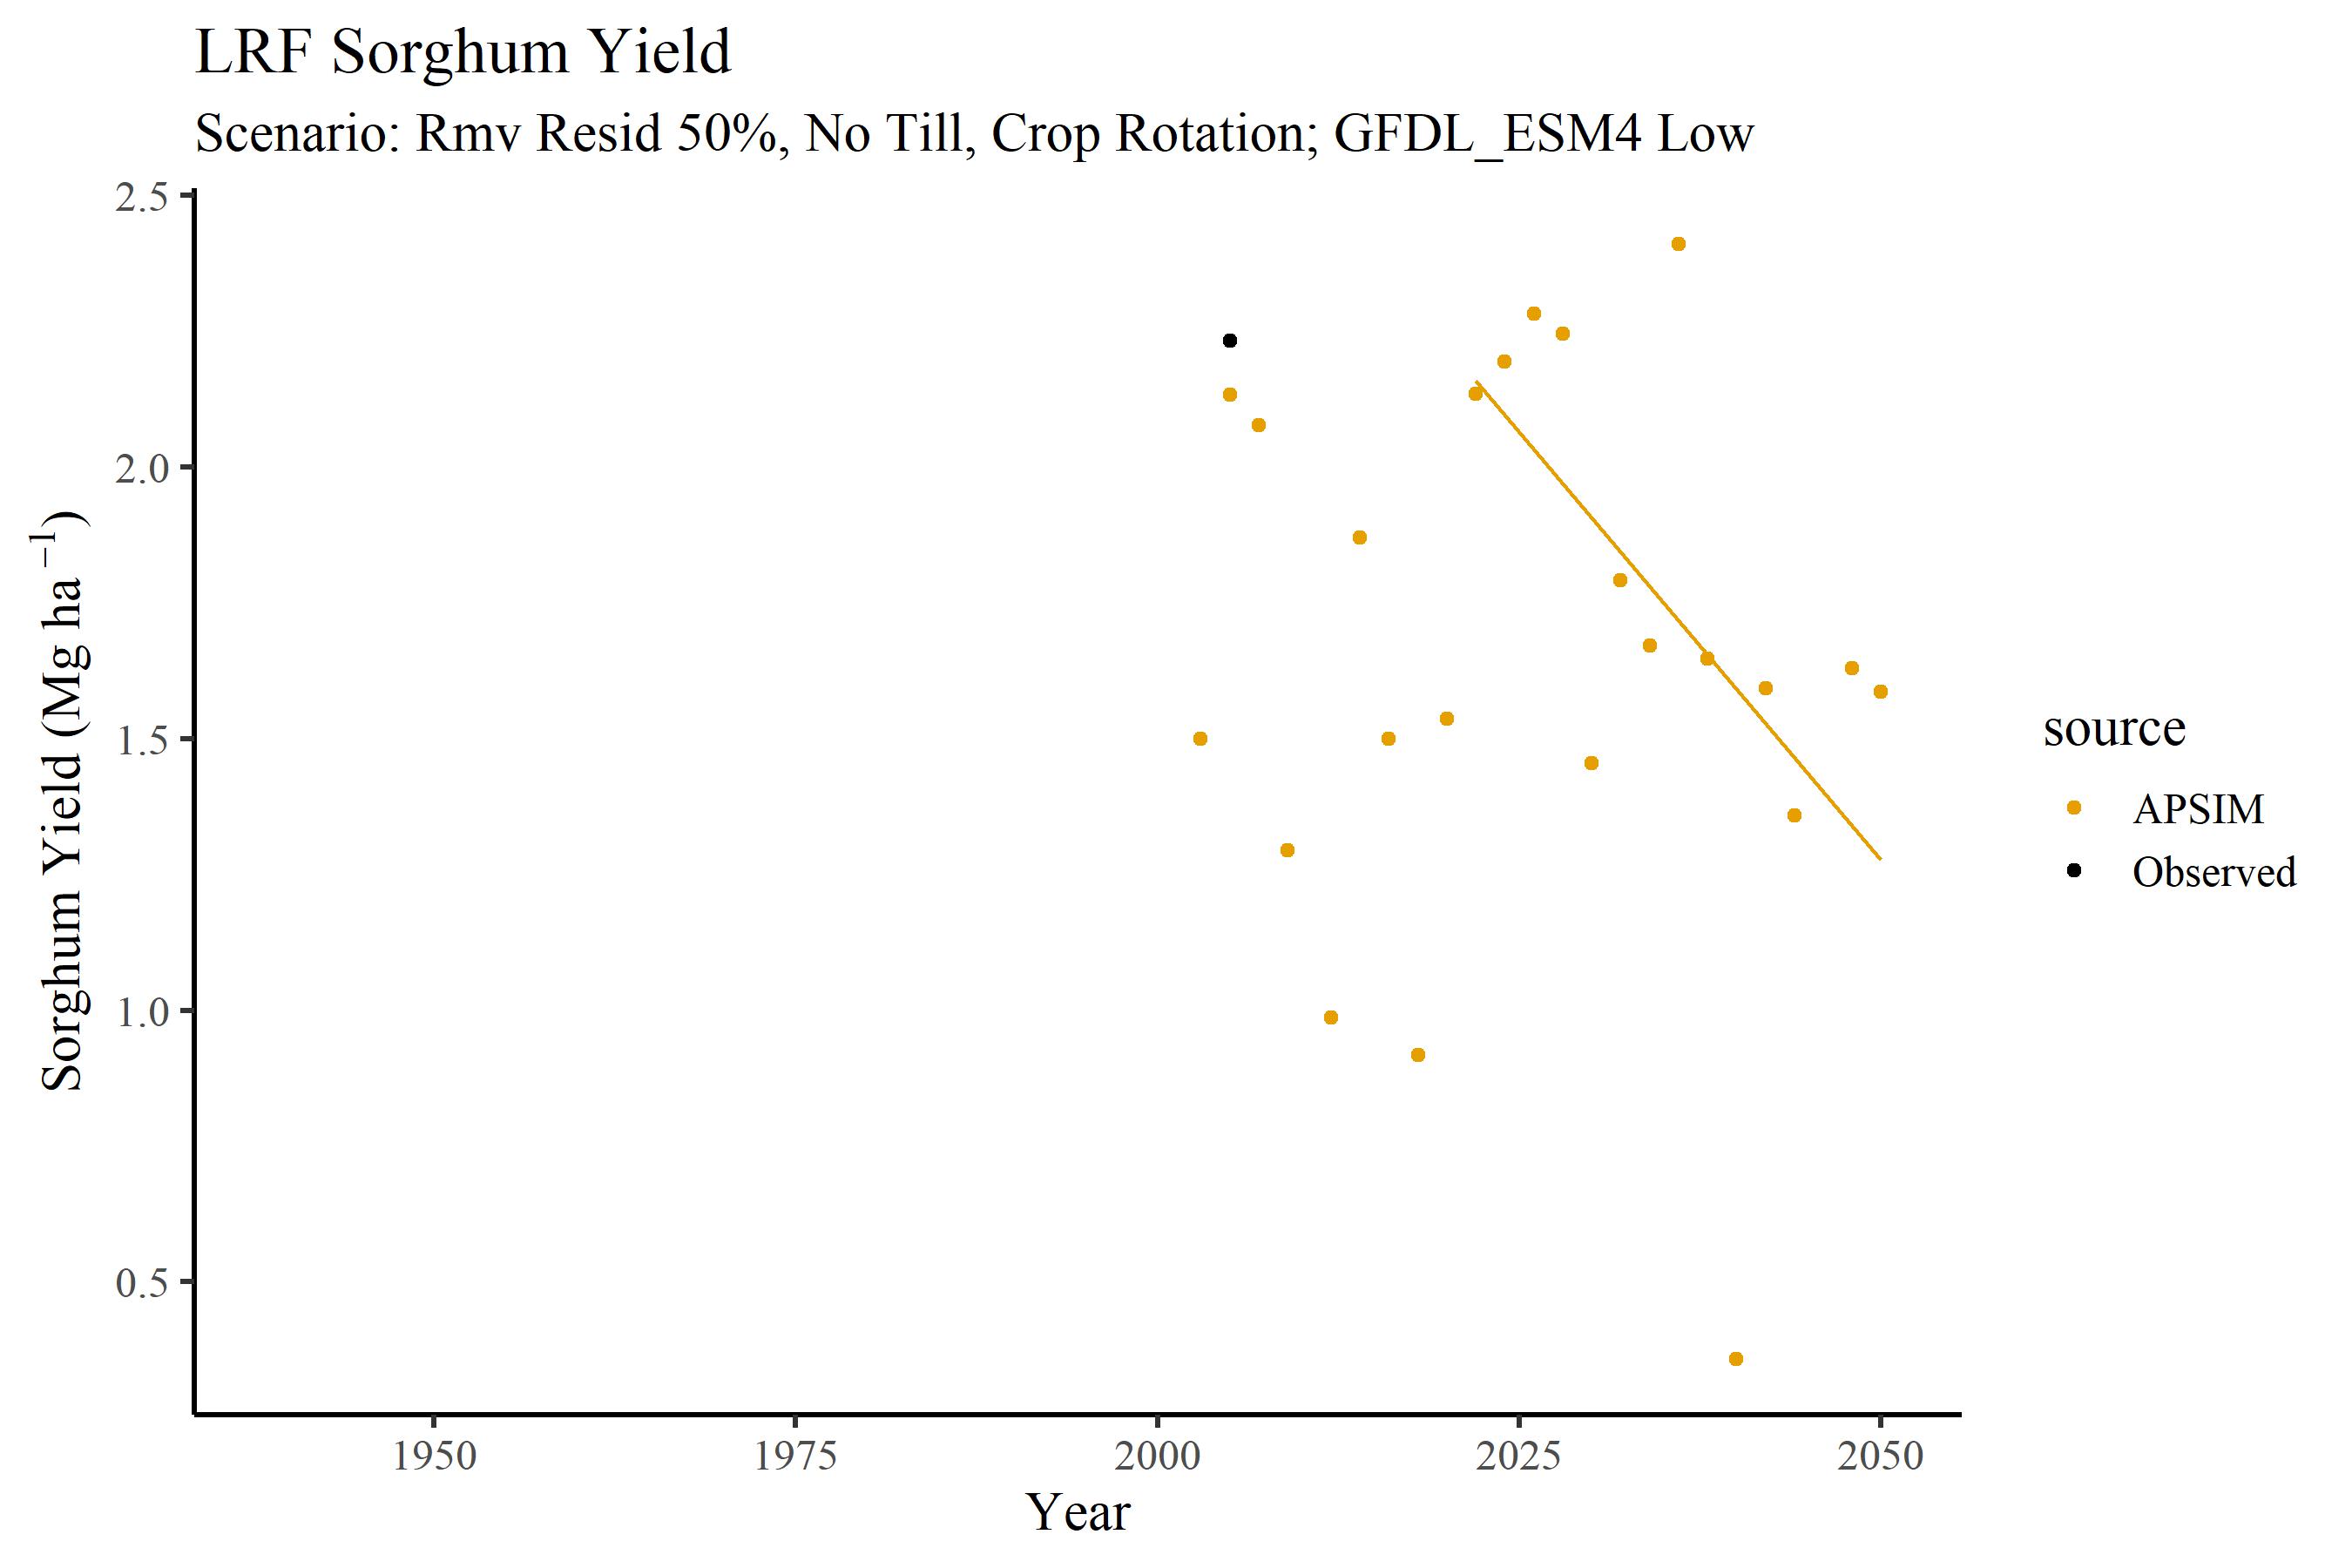 LRF Sorghum Yield
Scenario: Rmv Resid 50%, No Till, Crop Rotation; GFDL_ESM4 Low
Sorghum Yield (Mg ha⁻¹)
2.5
2.0
1.5
1.0
0.5
1950 1975 2000 2025 2050
Year
source
APSIM
Observed